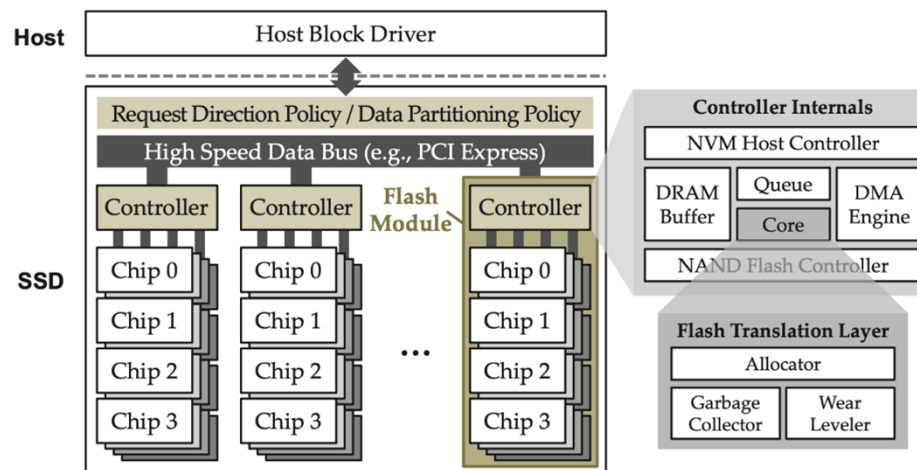 Host
Host Block Driver
Request Direction Policy / Data Partitioning Policy
High Speed Data Bus (e.g., PCI Express)
Controller
Controller
Flash
Module
Controller
SSD
Chip 0
Chip 1
Chip 2
Chip 3
Chip 0
Chip 1
Chip 2
Chip 3
...
Chip 0
Chip 1
Chip 2
Chip 3
Controller Internals
NVM Host Controller
DRAM
Buffer
Queue
Core
DMA
Engine
NAND Flash Controller
Flash Translation Layer
Allocator
Garbage
Collector
Wear
Leveler